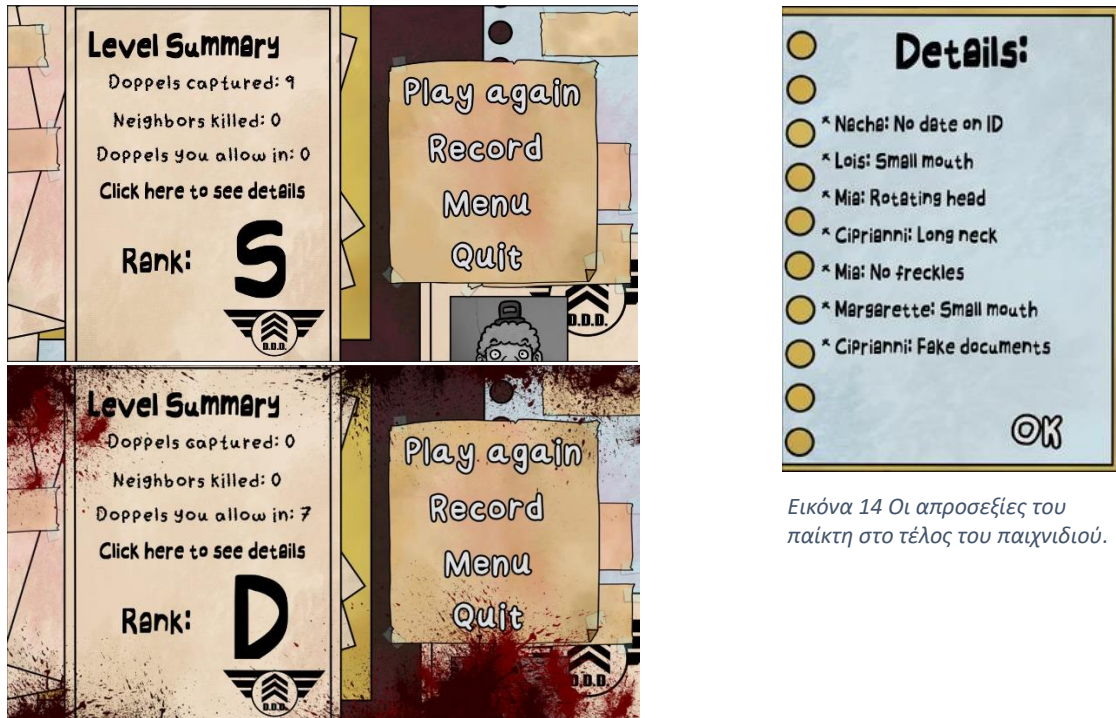 Level Summary
Doppels captured: 9
Neighbors killed: 0
Doppels you allow in: 0
Click here to see details
Rank: S
D.D.D.
Play again
Record
Menu
Quit
D.D.D.
Level Summary
Doppels captured: 0
Neighbors killed: 0
Doppels you allow in: 7
Click here to see details
Rank: D
D.D.D.
Play again
Record
Menu
Quit
D.D.D.
Details:
* Nacha: No date on ID
* Lois: Small mouth
* Mia: Rotating head
* Ciprianni: Long neck
* Mia: No freckles
* Margarette: Small mouth
* Ciprianni: Fake documents
OK
Εικόνα 14 Οι απροσεξίες του
παίκτη στο τέλος του παιχνιδιού.